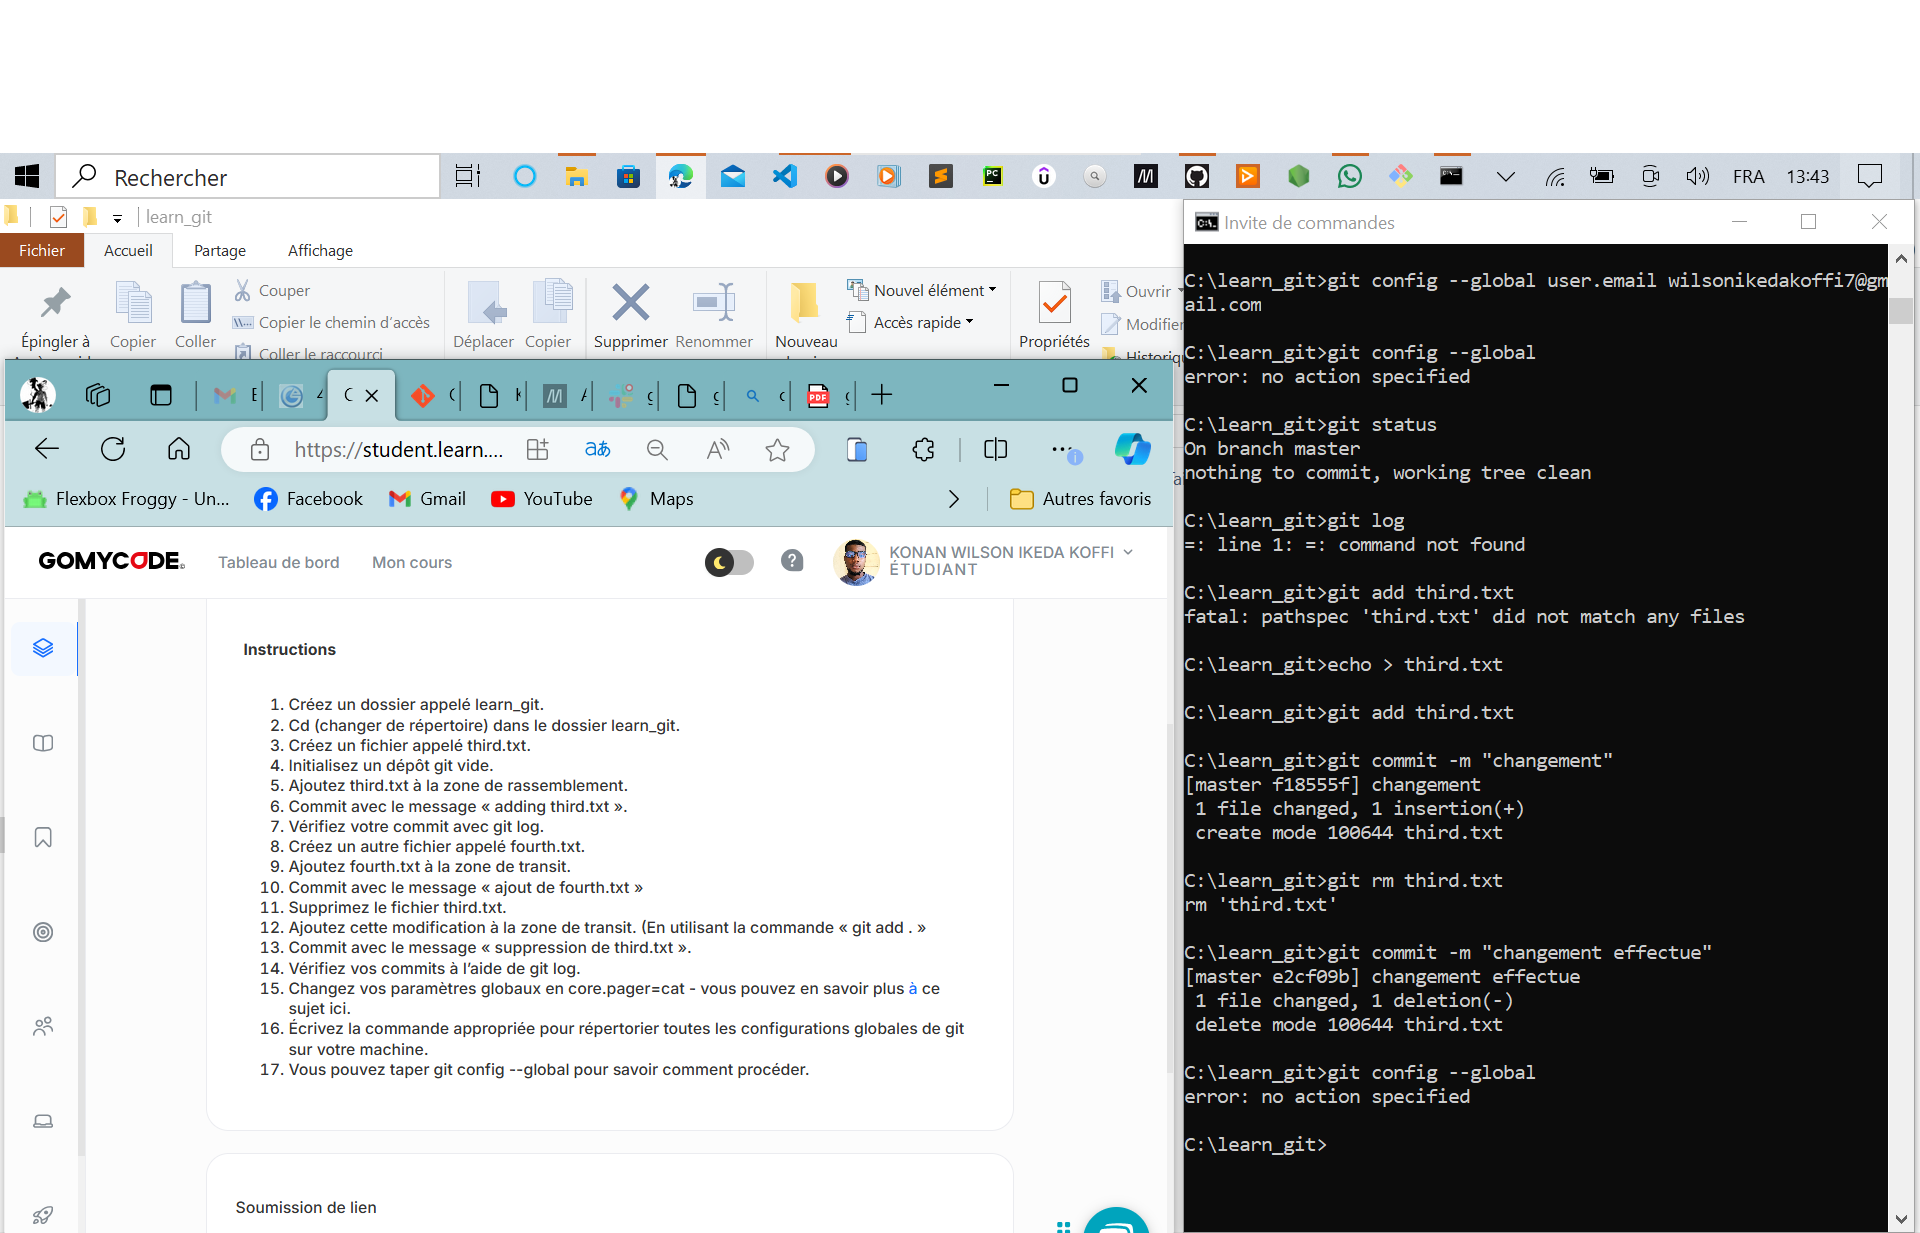 Rechercher
FRA
13:43
learn_git
Fichier
Accueil
Partage
Affichage
Épingler à
Copier
Coller
Couper
Copier le chemin d'accès
Coller le raccourci
Déplacer
Copier
Supprimer
Renommer
Nouveau
Nouvel élément
Accès rapide
Propriétés
Ouvrir
Modifier
Historiq
https://student.learn....
Flexbox Froggy - Un...
Facebook
Gmail
YouTube
Maps
Autres favoris
GOMYCODE
Tableau de bord
Mon cours
KONAN WILSON IKEDA KOFFI
ÉTUDIANT
Instructions
1. Créez un dossier appelé learn_git.
2. Cd (changer de répertoire) dans le dossier learn_git.
3. Créez un fichier appelé third.txt.
4. Initialisez un dépôt git vide.
5. Ajoutez third.txt à la zone de rassemblement.
6. Commit avec le message « adding third.txt ».
7. Vérifiez votre commit avec git log.
8. Créez un autre fichier appelé fourth.txt.
9. Ajoutez fourth.txt à la zone de transit.
10. Commit avec le message « ajout de fourth.txt »
11. Supprimez le fichier third.txt.
12. Ajoutez cette modification à la zone de transit. (En utilisant la commande « git add . »
13. Commit avec le message « suppression de third.txt ».
14. Vérifiez vos commits à l'aide de git log.
15. Changez vos paramètres globaux en core.pager=cat - vous pouvez en savoir plus à ce
sujet ici.
16. Écrivez la commande appropriée pour répertorier toutes les configurations globales de git
sur votre machine.
17. Vous pouvez taper git config --global pour savoir comment procéder.
Soumission de lien
Invite de commandes
C:\learn_git>git config --global user.email wilsonikedakoffi7@gm
ail.com
C:\learn_git>git config --global
error: no action specified
C:\learn_git>git status
On branch master
nothing to commit, working tree clean
C:\learn_git>git log
=: line 1: =: command not found
C:\learn_git>git add third.txt
fatal: pathspec 'third.txt' did not match any files
C:\learn_git>echo > third.txt
C:\learn_git>git add third.txt
C:\learn_git>git commit -m "changement"
[master f18555f] changement
1 file changed, 1 insertion(+)
create mode 100644 third.txt
C:\learn_git>git rm third.txt
rm 'third.txt'
C:\learn_git>git commit -m "changement effectue"
[master e2cf09b] changement effectue
1 file changed, 1 deletion(-)
delete mode 100644 third.txt
C:\learn_git>git config --global
error: no action specified
C:\learn_git>